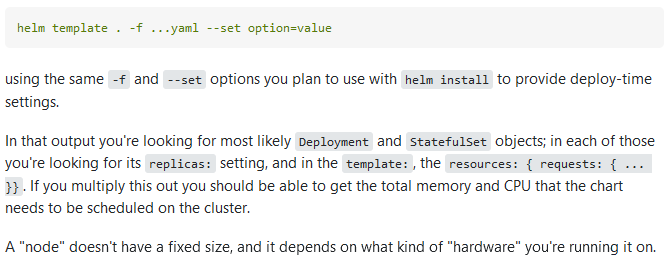 helm template . -f ...yaml --set option=value
using the same -f and --set options you plan to use with helm install to provide deploy-time
settings.
In that output you're looking for most likely Deployment and StatefulSet objects; in each of those
you're looking for its replicas: setting, and in the template:, the resources: { requests: { ...
}}. If you multiply this out you should be able to get the total memory and CPU that the chart
needs to be scheduled on the cluster.
A "node" doesn't have a fixed size, and it depends on what kind of "hardware" you're running it on.